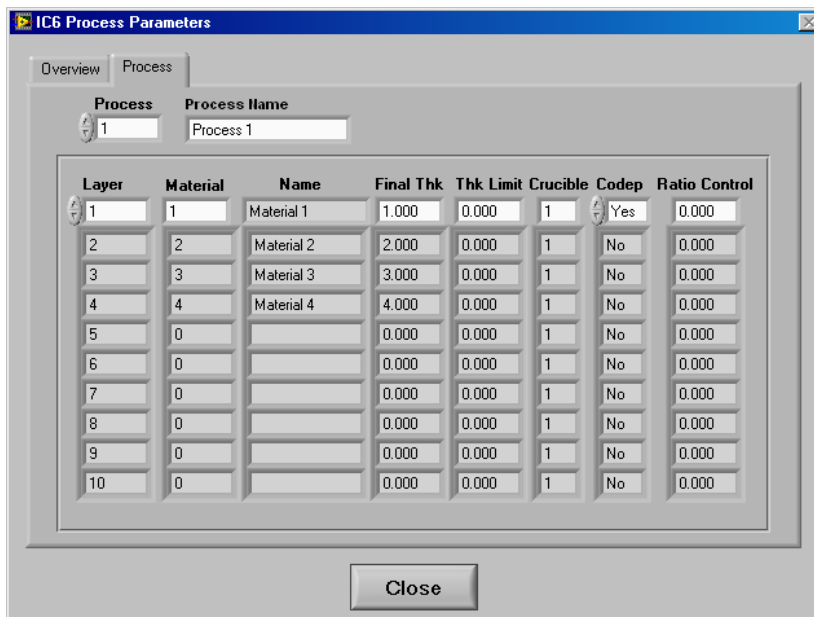 IC6 Process Parameters
Overview Process
Process Process Name
1 Process 1
Layer Material Name Final Thk Thk Limit Crucible Codep Ratio Control
1 1 Material 1 1.000 0.000 1 Yes 0.000
2 2 Material 2 2.000 0.000 1 No 0.000
3 3 Material 3 3.000 0.000 1 No 0.000
4 4 Material 4 4.000 0.000 1 No 0.000
5 0 0.000 0.000 1 No 0.000
6 0 0.000 0.000 1 No 0.000
7 0 0.000 0.000 1 No 0.000
8 0 0.000 0.000 1 No 0.000
9 0 0.000 0.000 1 No 0.000
10 0 0.000 0.000 1 No 0.000
Close